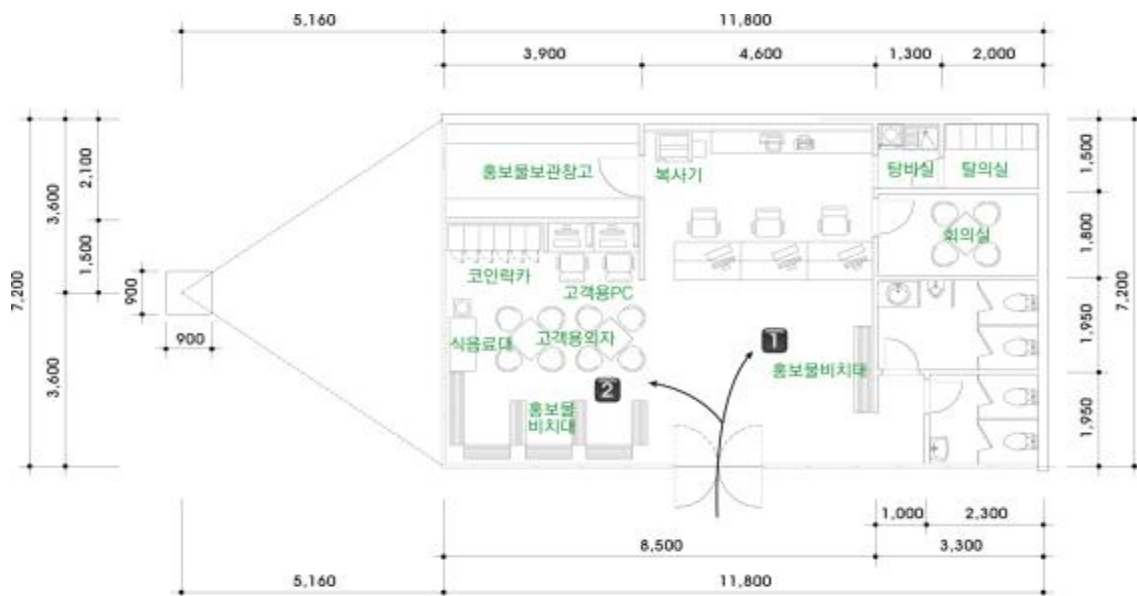 5,160
11,800
3,900
4,600
1,300
2,000
7,200
3,600
3,600
2,100
1,500
900
900
홍보물보관창고
복사기
탕바실
탈의실
회의실
코인락카
고객용PC
식음료대
고객용의자
1
홍보물비치대
2
홍보물
비치대
1,500
1,800
1,950
1,950
7,200
1,000
2,300
8,500
3,300
5,160
11,800